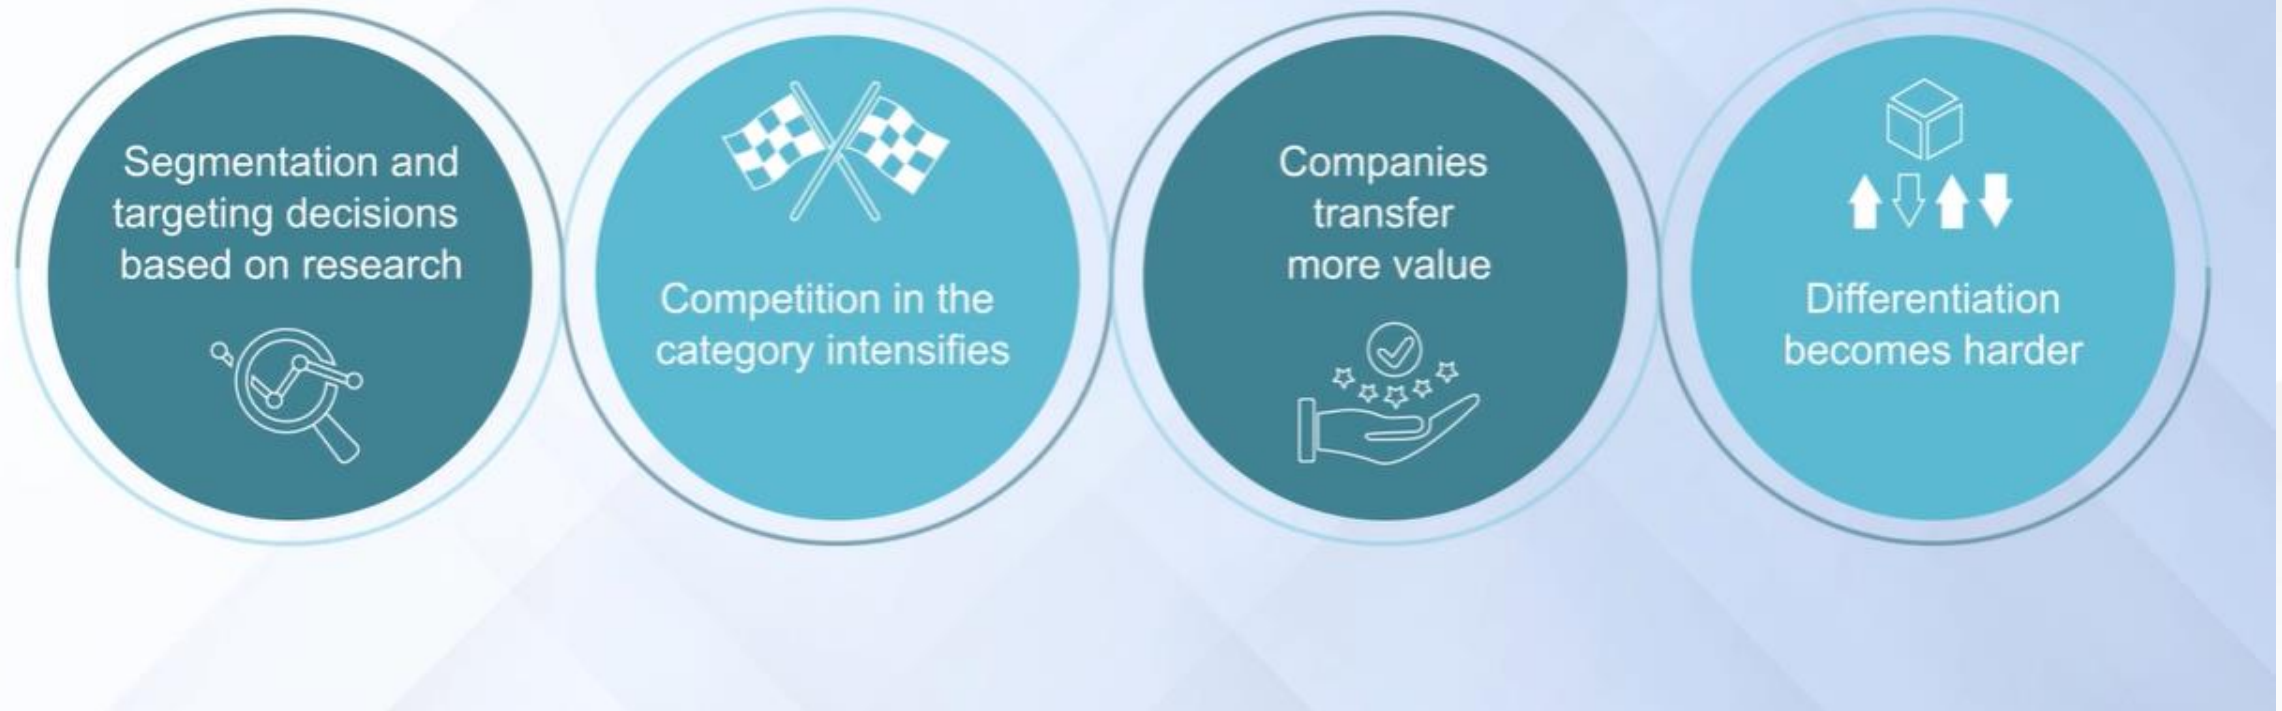 Segmentation and
targeting decisions
based on research
Competition in the
category intensifies
Companies
transfer
more value
Differentiation
becomes harder